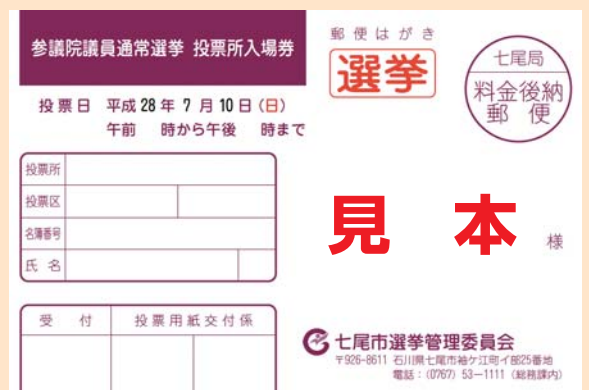 参議院議員通常選挙 投票所入場券
投票日 平成28年7月10日(日)
午前 時から午後 時まで
投票所
投票区
名簿番号
氏名
受付 投票用紙交付係
郵便はがき
選挙
七尾局
料金後納
郵便
見本 様
七尾市選挙管理委員会
〒926-8611 石川県七尾市袖ケ江町イ部25番地
電話:(0767)53-1111(総務課内)